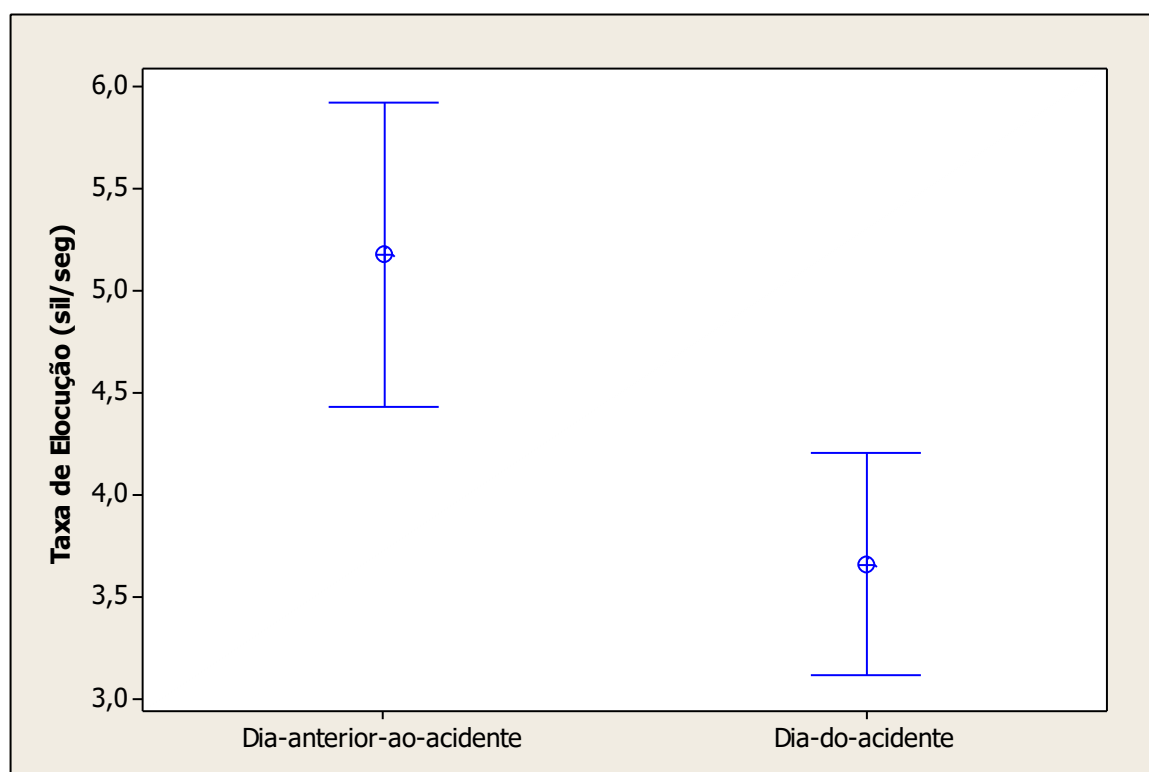 Taxa de Elocução (sil/seg)
6,0
5,5
5,0
4,5
4,0
3,5
3,0
Dia-anterior-ao-acidente
Dia-do-acidente